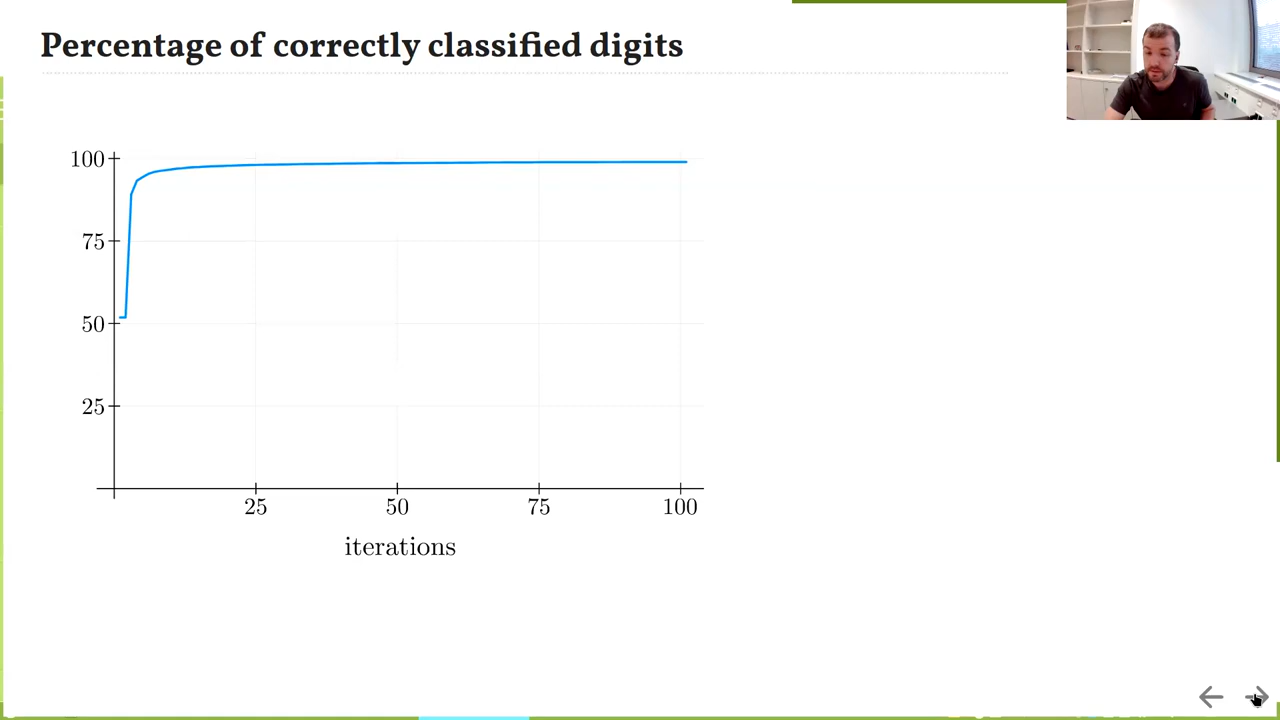 Percentage of correctly classified digits
100
75
50
25
25 50 75 100
iterations